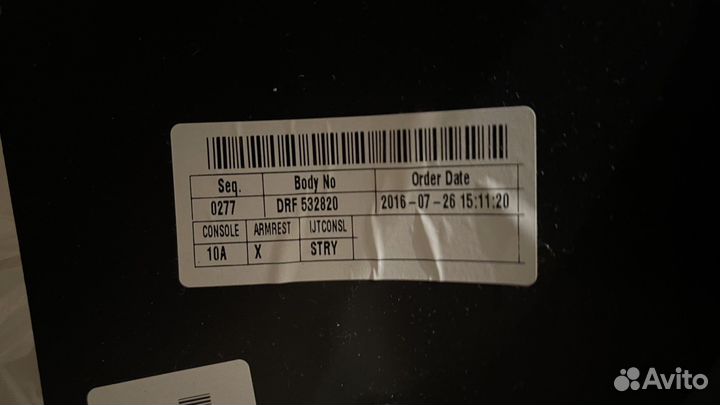 Seq. Body No Order Date
0277 DRF 532820 2016-07-26 15:11:20
CONSOLE ARMREST IJTCONSL
10A X STRY
Avito